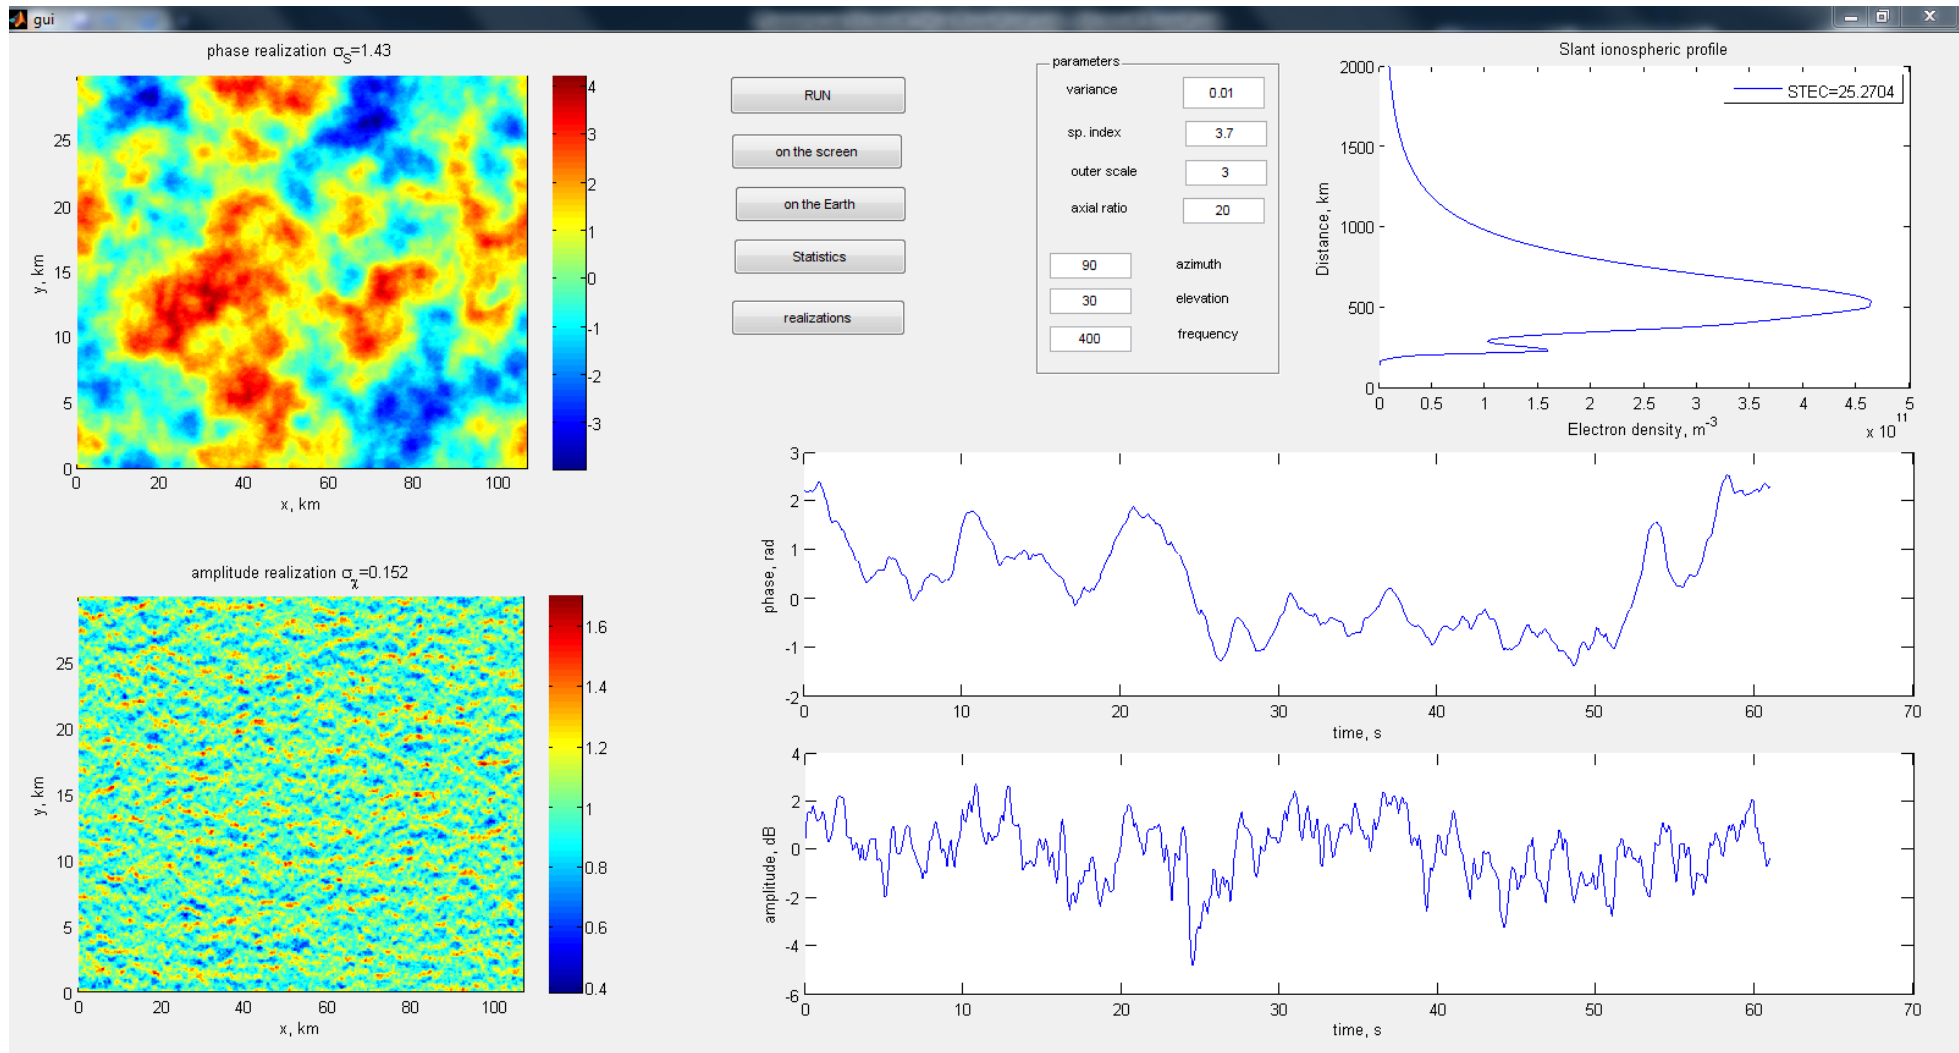 gui
phase realization σS=1.43
25
20
15
10
5
0
y, km
0 20 40 60 80 100
x, km
4
3
2
1
0
-1
-2
-3
amplitude realization σχ=0.152
25
20
15
10
5
0
y, km
0 20 40 60 80 100
x, km
1.6
1.4
1.2
1
0.8
0.6
0.4
RUN
on the screen
on the Earth
Statistics
realizations
parameters
variance 0.01
sp. index 3.7
outer scale 3
axial ratio 20
90 azimuth
30 elevation
400 frequency
Slant ionospheric profile
STEC=25.2704
2000
1500
1000
500
0
Distance, km
0 0.5 1 1.5 2 2.5 3 3.5 4 4.5 5
Electron density, m-3
x 10 11
3
2
1
0
-1
-2
phase, rad
0 10 20 30 40 50 60 70
time, s
4
2
0
-2
-4
-6
amplitude, dB
0 10 20 30 40 50 60 70
time, s